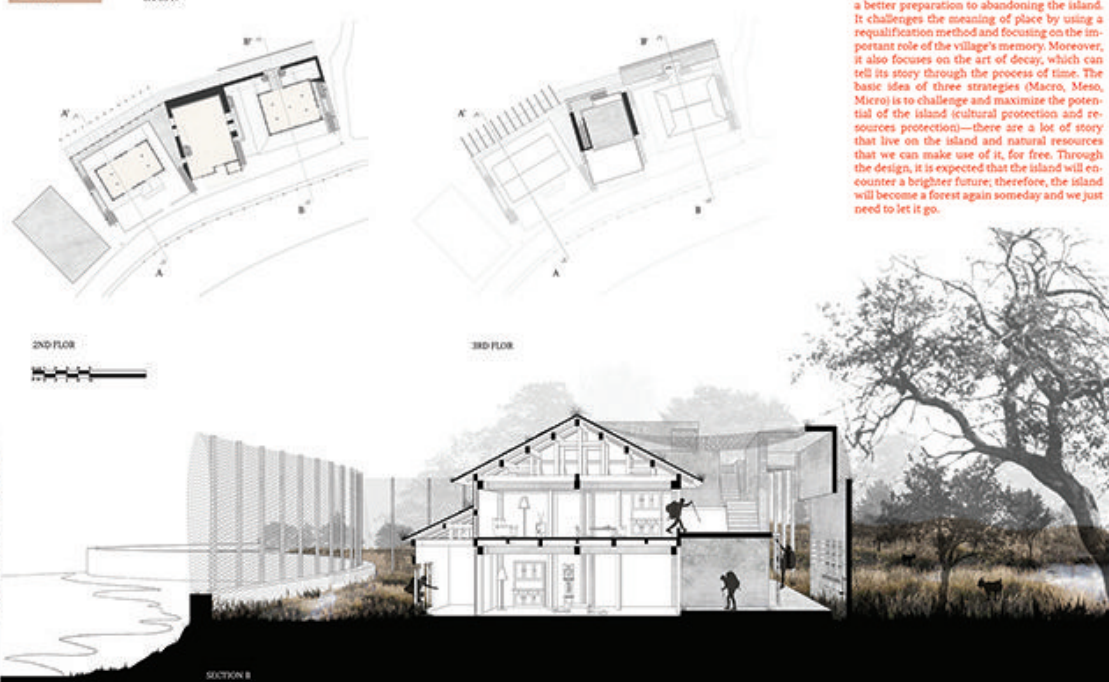 a better preparation to abandoning the island.
It challenges the meaning of place by using a
requalification method and focusing on the im-
portant role of the village's memory. Moreover,
it also focuses on the art of decay, which can
tell its story through the process of time. The
basic idea of three strategies (Macro, Meso,
Micro) is to challenge and maximize the poten-
tial of the island (cultural protection and re-
sources protection)—there are a lot of story
that live on the island and natural resources
that we can make use of it, for free. Through
the design, it is expected that the island will en-
counter a brighter future; therefore, the island
will become a forest again someday and we just
need to let it go.
B'
A'
B
A
B'
A'
B
A
2ND FLOR
3RD FLOR
SECTION B